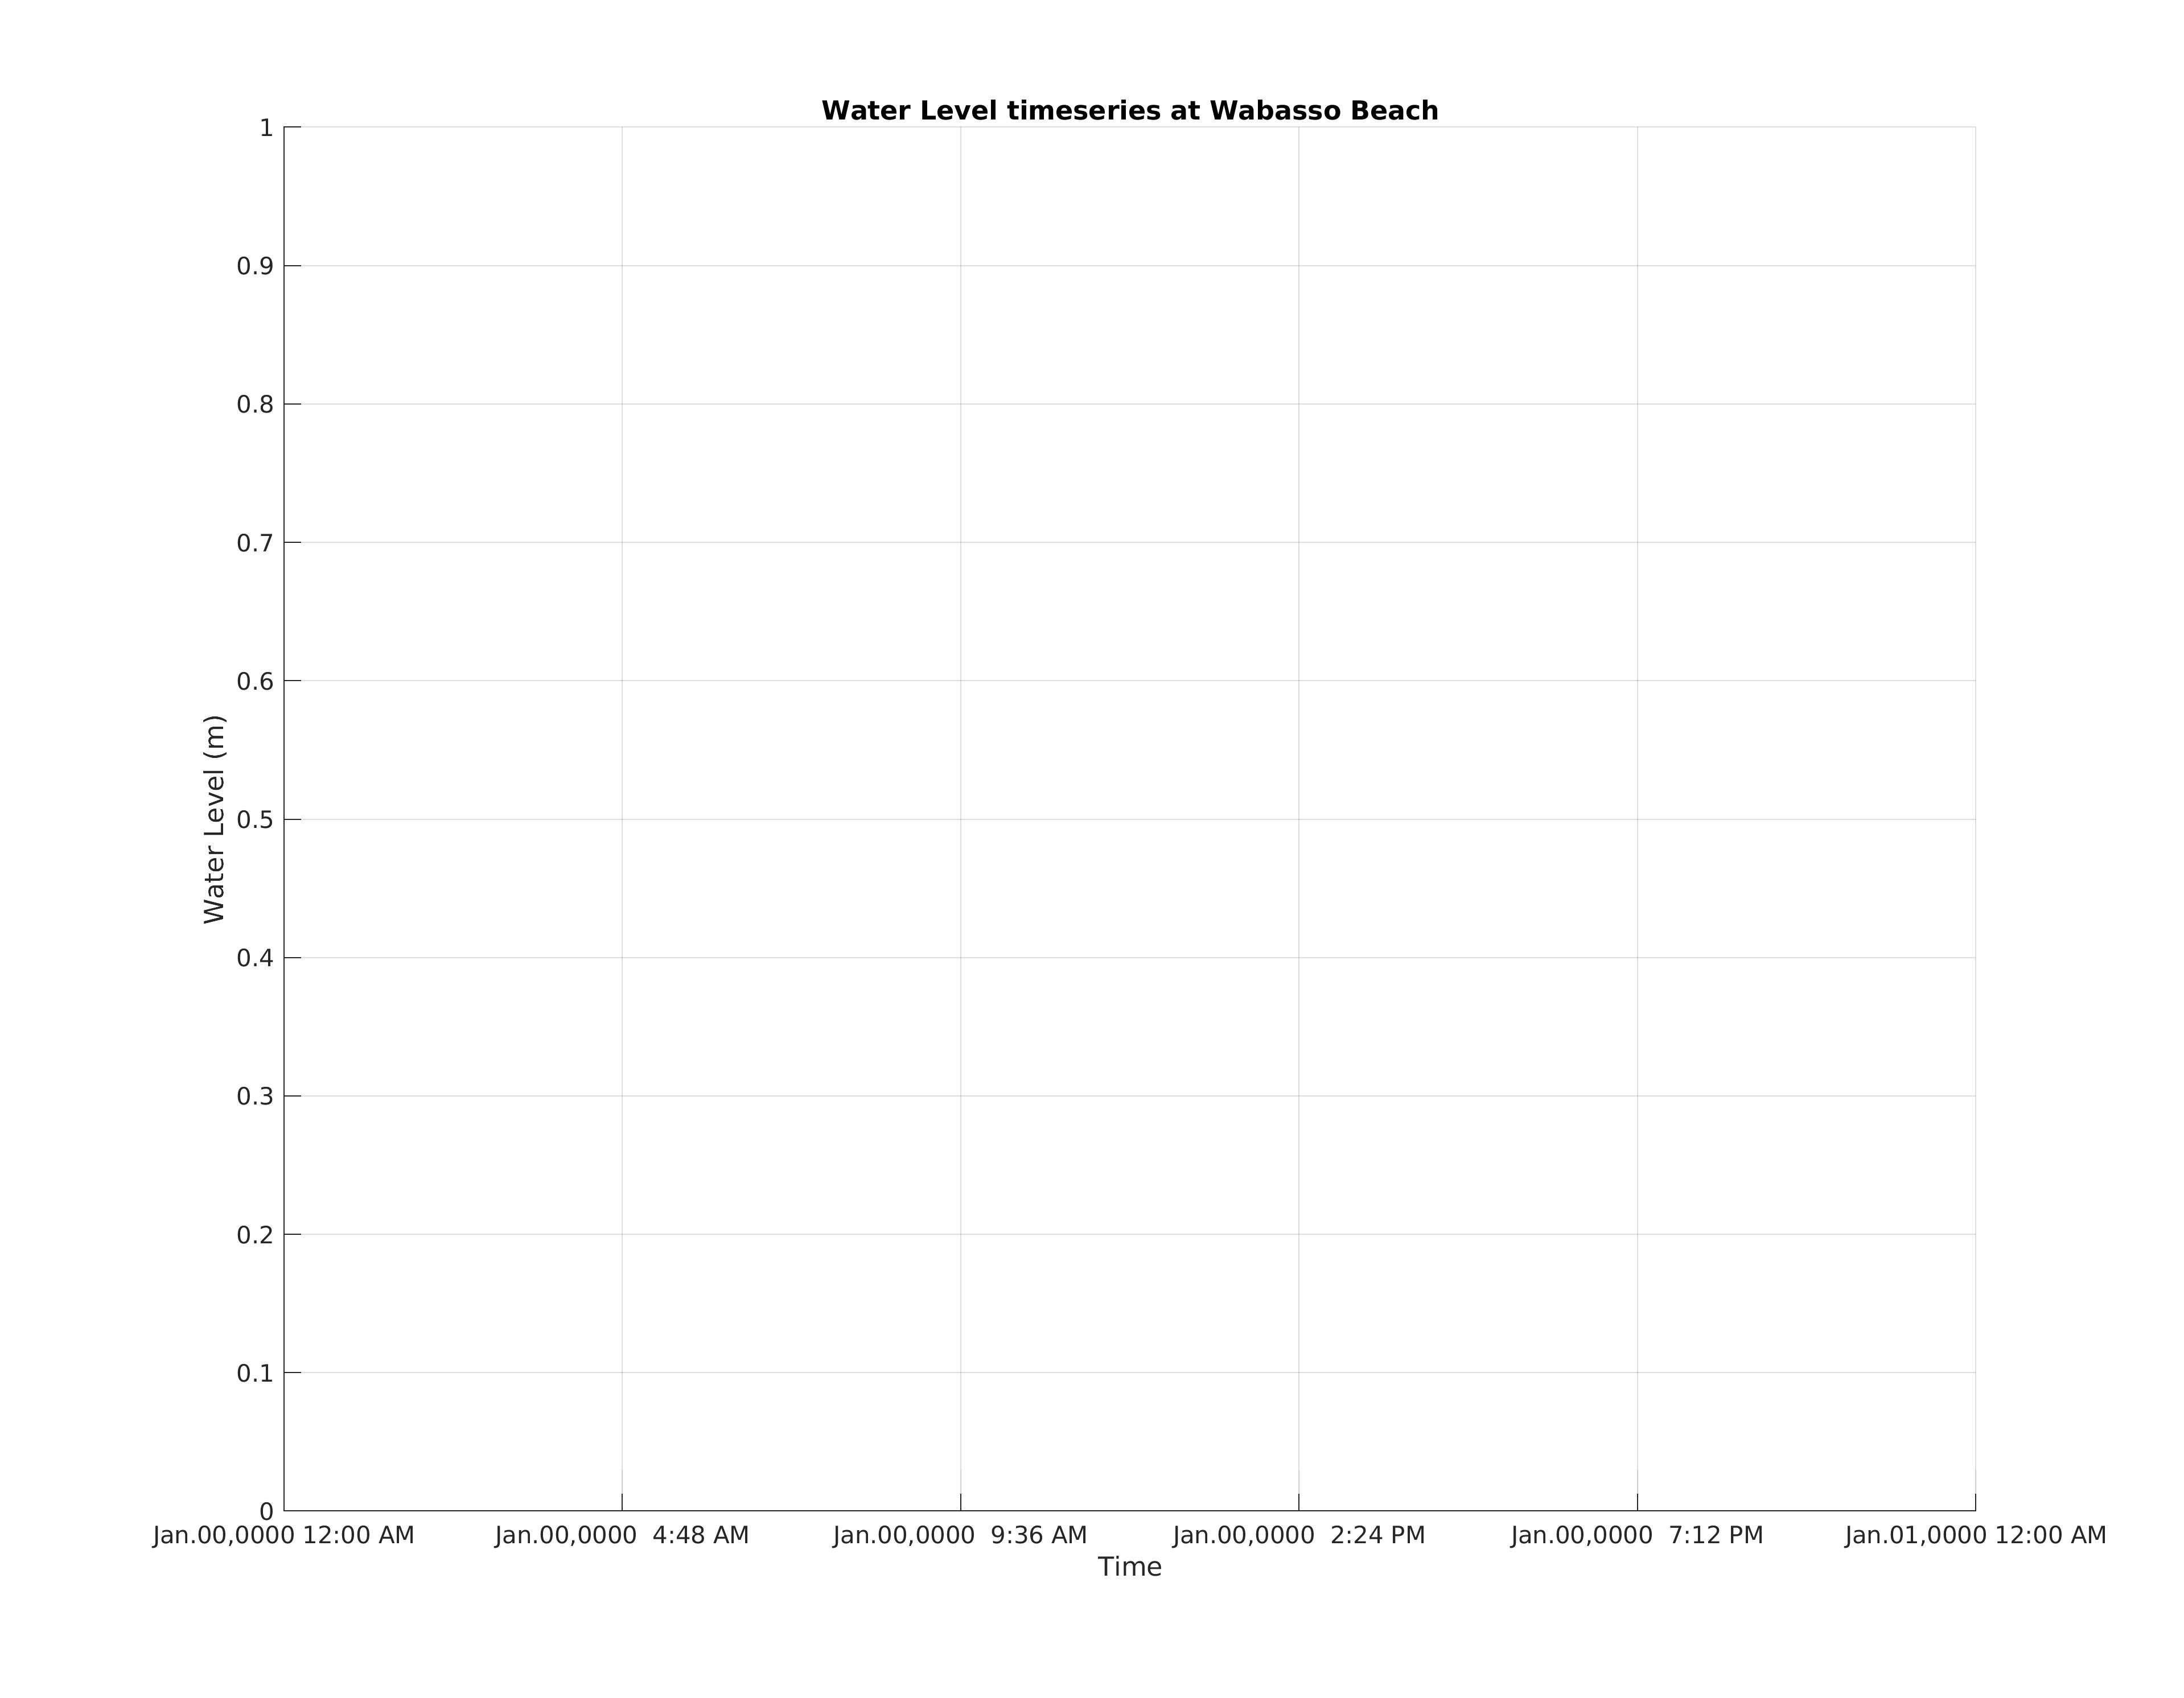 Water Level timeseries at Wabasso Beach
1
0.9
0.8
0.7
0.6
0.5
0.4
0.3
0.2
0.1
0
Water Level (m)
Jan.00,0000 12:00 AM
Jan.00,0000  4:48 AM
Jan.00,0000  9:36 AM
Jan.00,0000  2:24 PM
Jan.00,0000  7:12 PM
Jan.01,0000 12:00 AM
Time